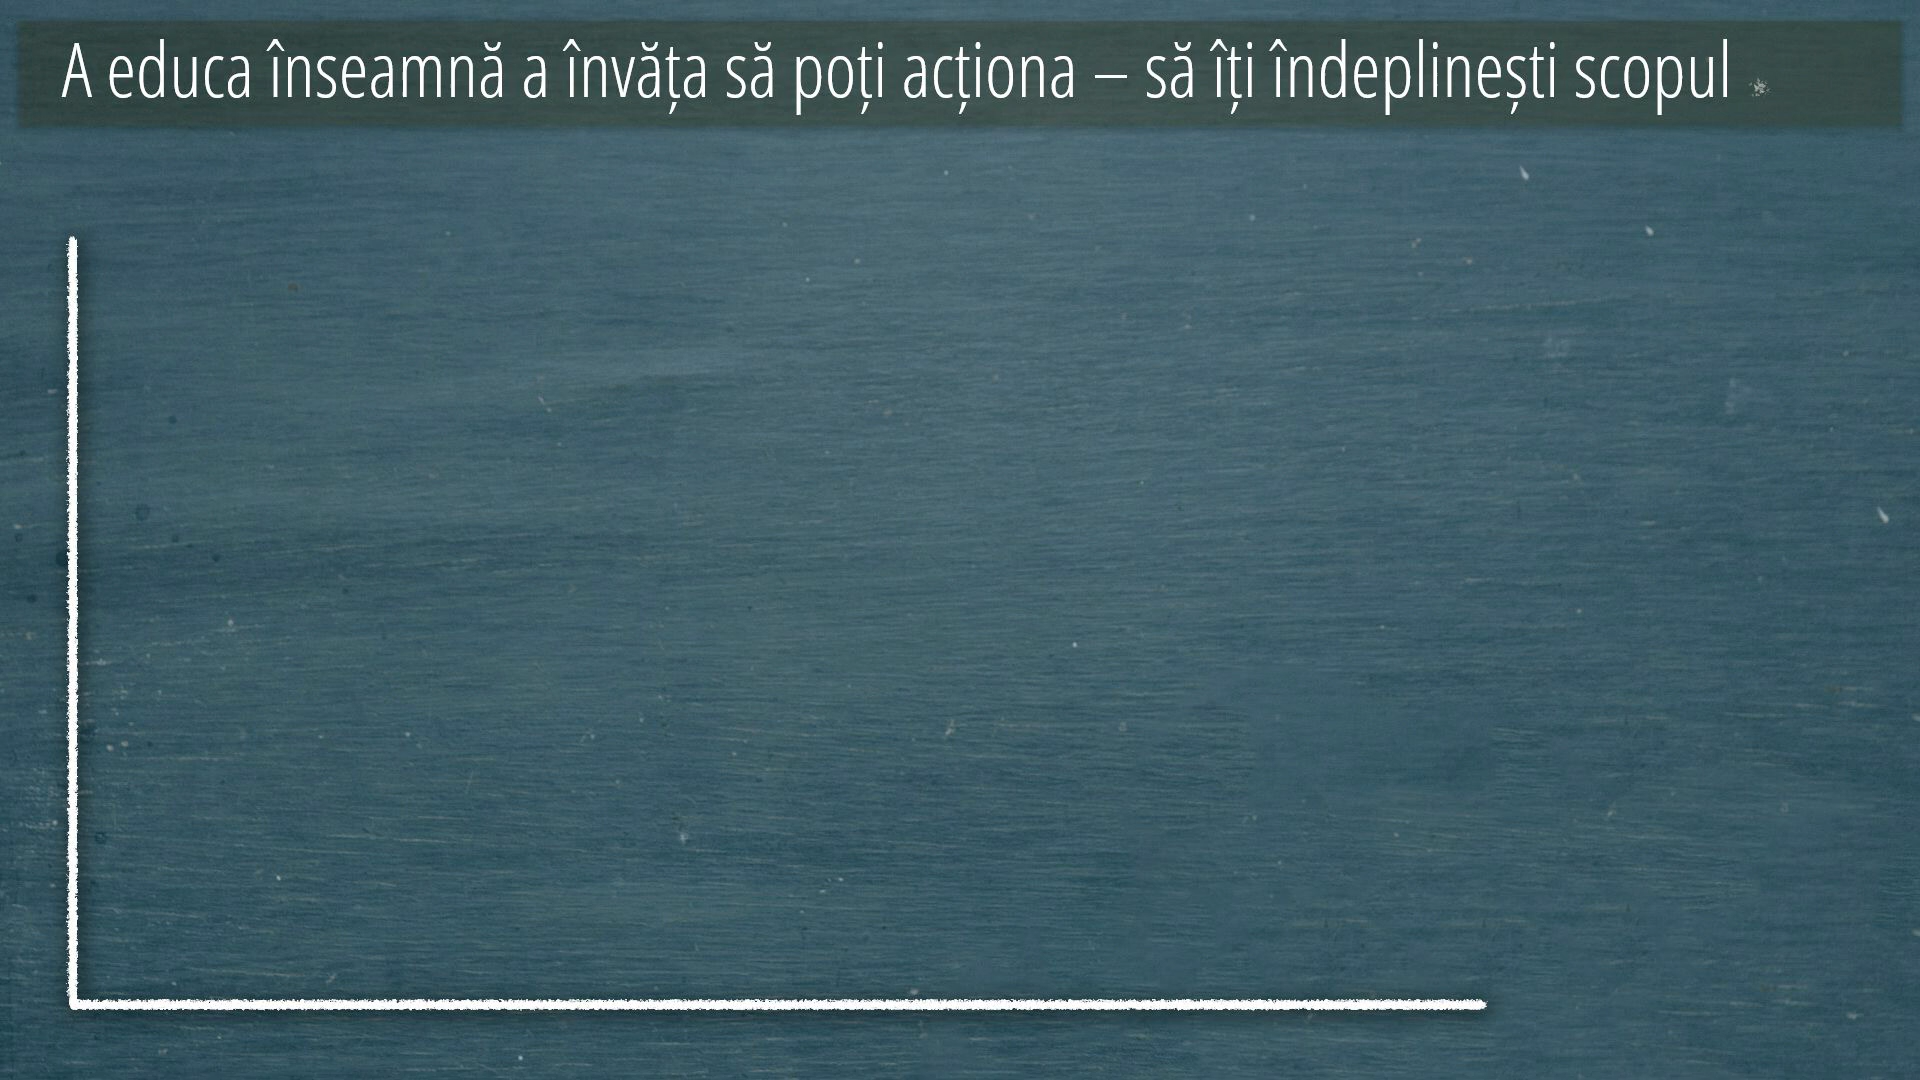 A educa înseamnă a învăța să poți acționa – să îți îndeplinești scopul